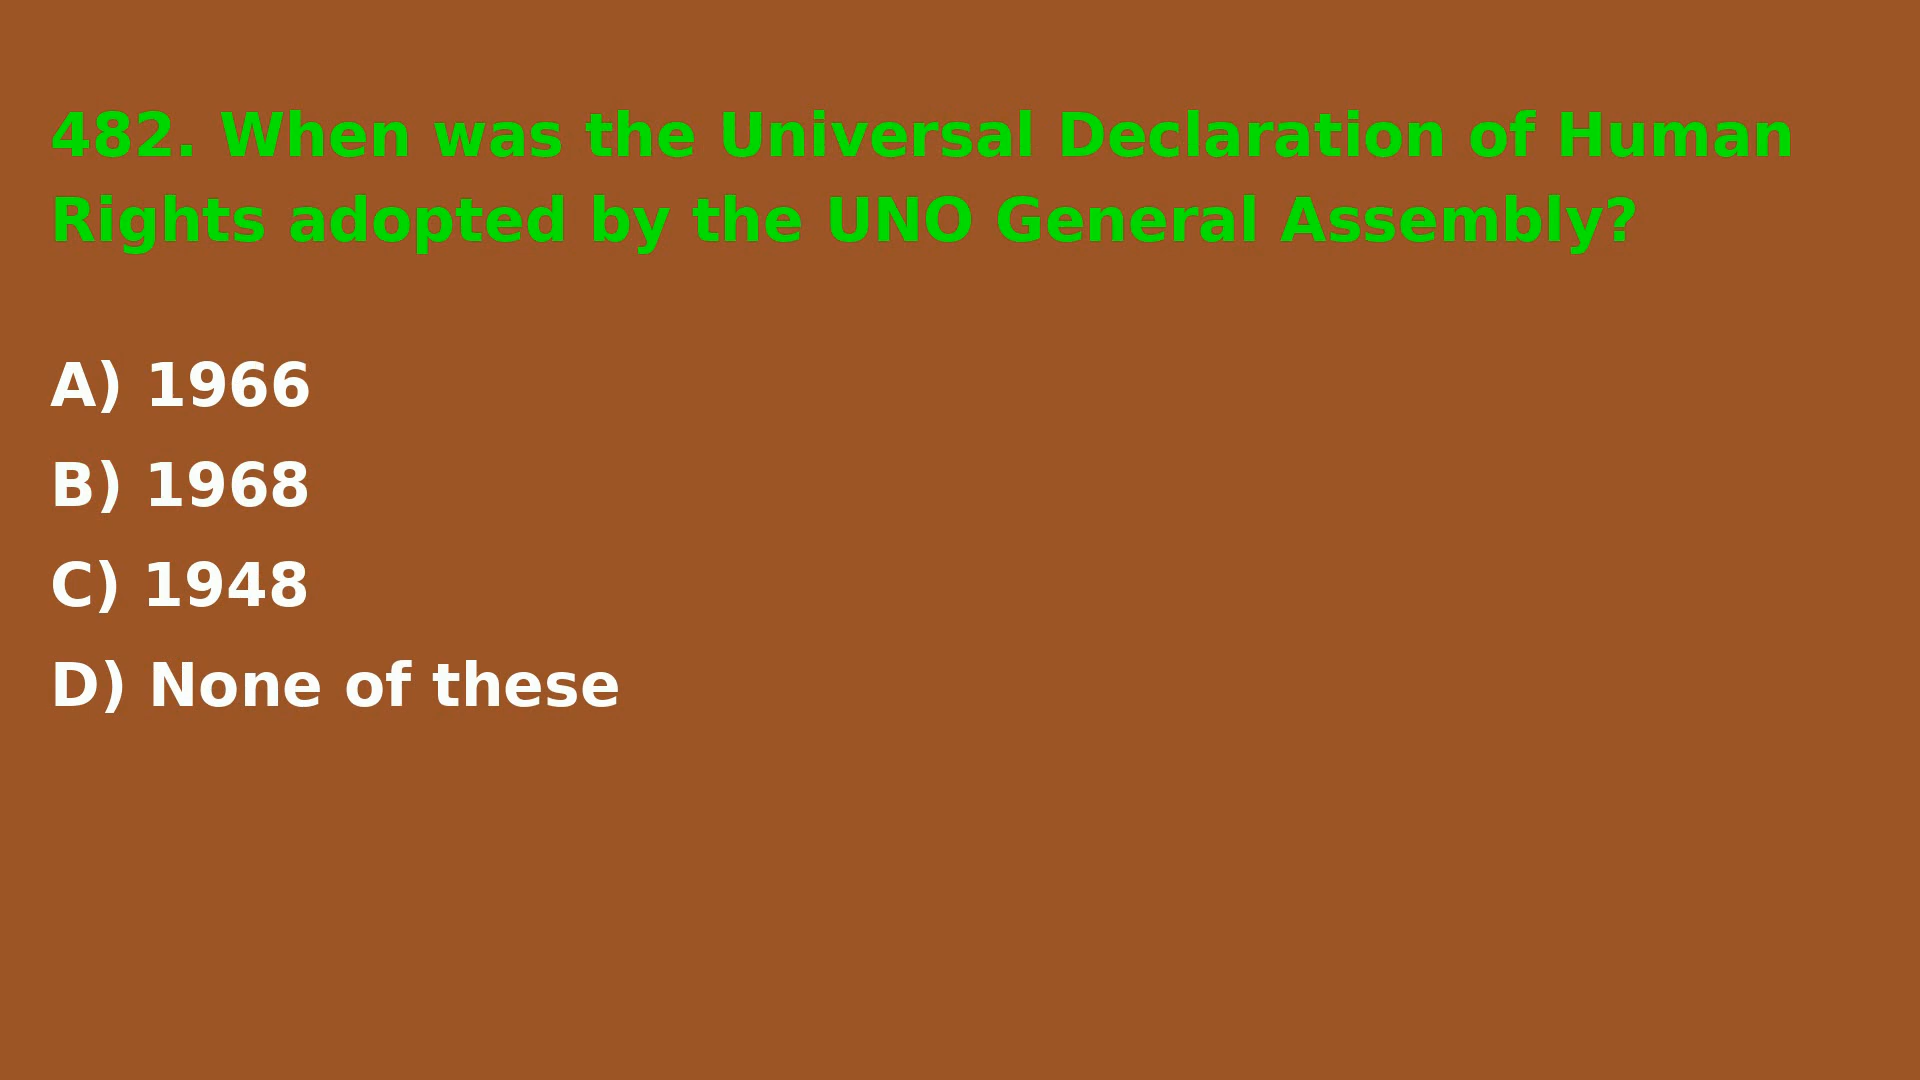 482. When was the Universal Declaration of Human
Rights adopted by the UNO General Assembly?
A) 1966
B) 1968
C) 1948
D) None of these